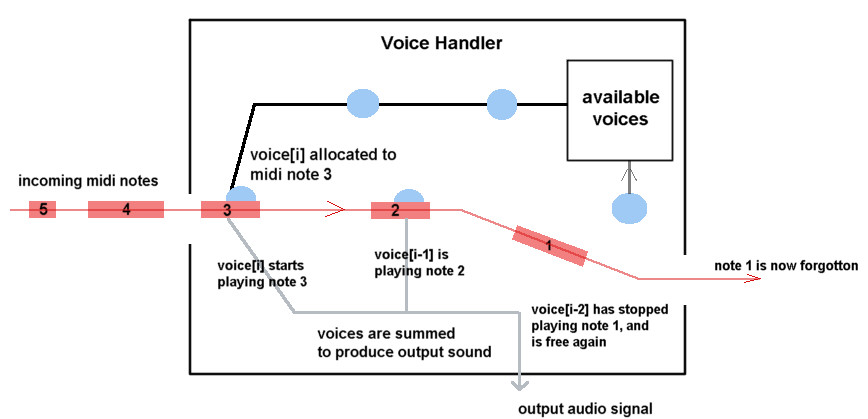 Voice Handler
available
voices
voice[i] allocated to
midi note 3
incoming midi notes
5
4
3
2
1
voice[i] starts
playing note 3
voice[i-1] is
playing note 2
note 1 is now forgotton
voice[i-2] has stopped
playing note 1, and
is free again
voices are summed
to produce output sound
output audio signal